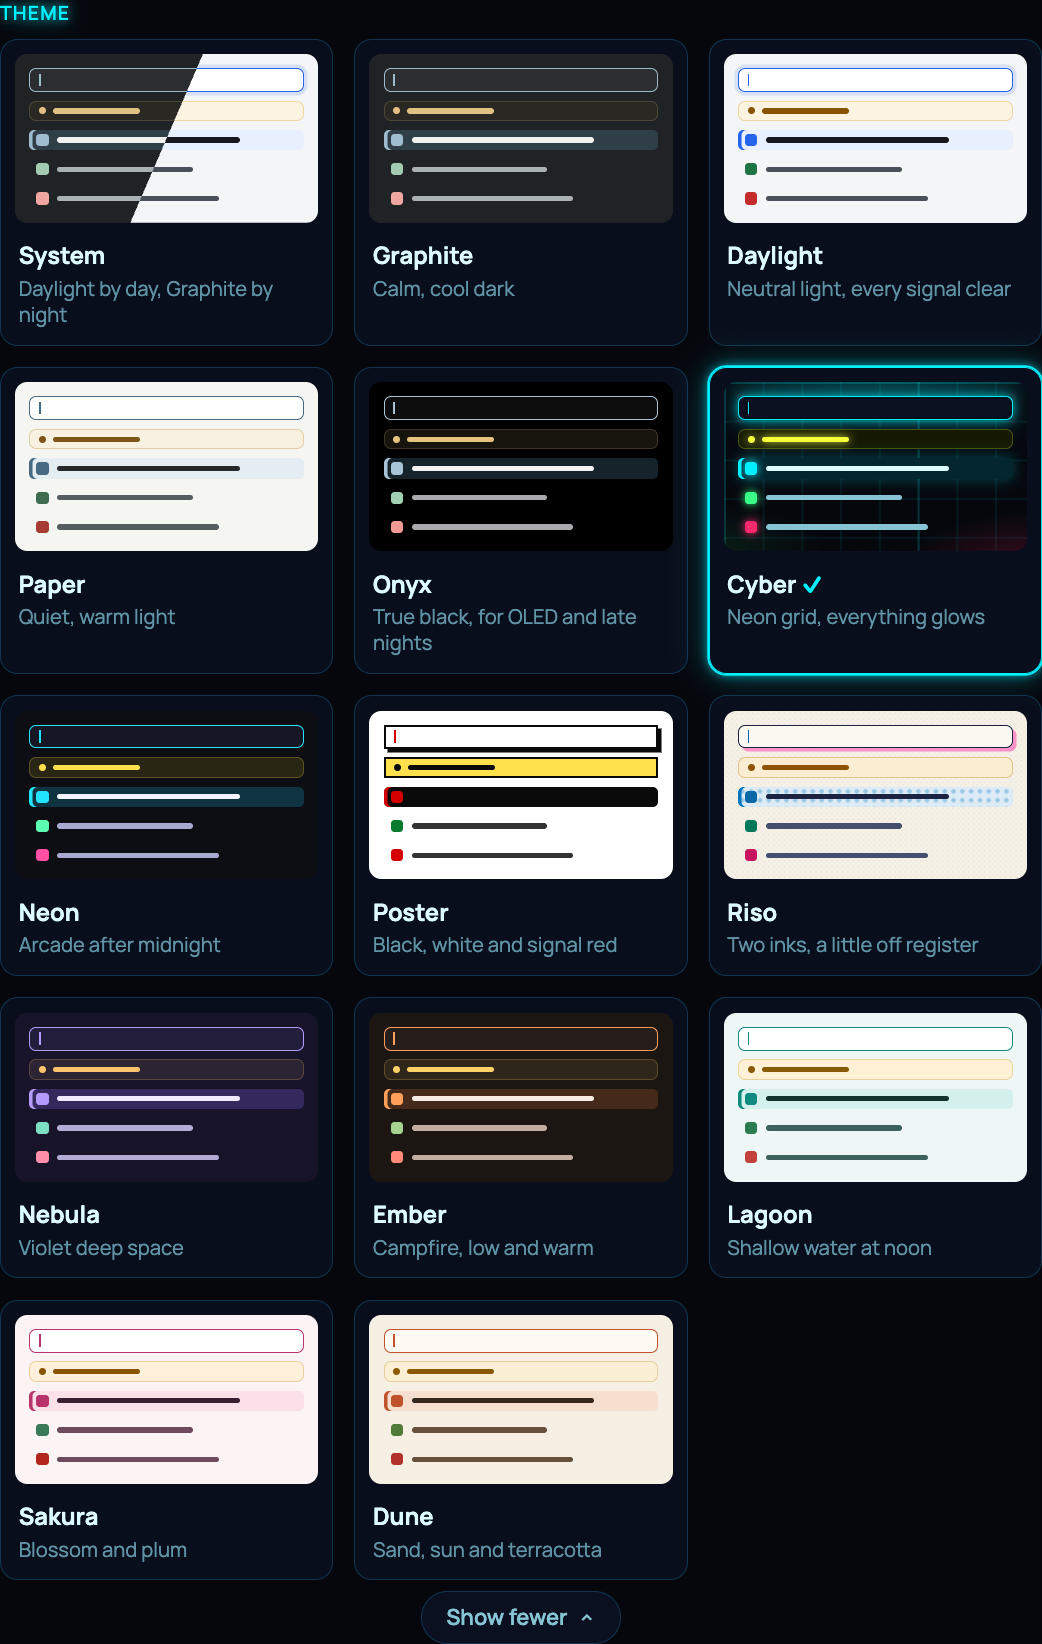 THEME
System
Daylight by day, Graphite by
night
Graphite
Calm, cool dark
Daylight
Neutral light, every signal clear
Paper
Quiet, warm light
Onyx
True black, for OLED and late
nights
Cyber
Neon grid, everything glows
Neon
Arcade after midnight
Poster
Black, white and signal red
Riso
Two inks, a little off register
Nebula
Violet deep space
Ember
Campfire, low and warm
Lagoon
Shallow water at noon
Sakura
Blossom and plum
Dune
Sand, sun and terracotta
Show fewer